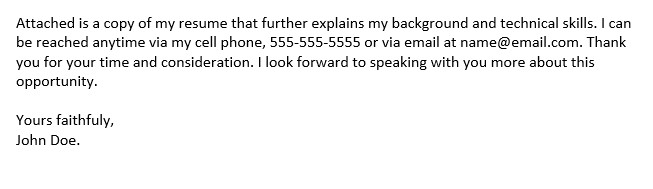 Attached is a copy of my resume that further explains my background and technical skills. I can
be reached anytime via my cell phone, 555-555-5555 or via email at name@email.com. Thank
you for your time and consideration. I look forward to speaking with you more about this
opportunity.
Yours faithfuly,
John Doe.